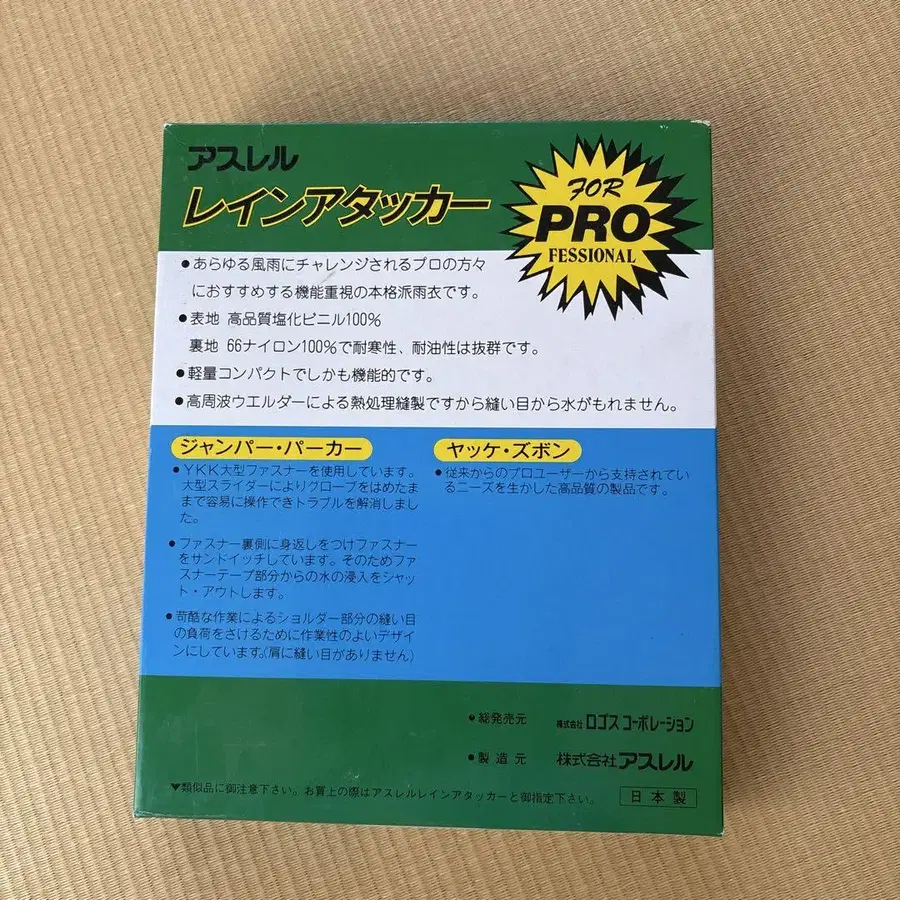 アスレル
レインアタッカー
FOR
PRO
FESSIONAL
●あらゆる風雨にチャレンジされるプロの方々
におすすめする機能重視の本格派雨衣です。
●表地 高品質塩化ビニル100%
裏地 66ナイロン100%で耐寒性、耐油性は抜群です。
●軽量コンパクトでしかも機能的です。
●高周波ウエルダーによる熱処理縫製ですから縫い目から水がもれません。
ジャンパー・パーカー
●YKK大型ファスナーを使用しています。
大型スライダーによりグローブをはめたま
まで容易に操作できトラブルを解消しまし
た。
●ファスナー裏側に身返しをつけファスナー
をサンドイッチしています。そのためファ
スナーテープ部分からの水の浸入をシャッ
ト・アウトします。
●苛酷な作業によるショルダー部分の縫い目
の負荷をさけるために作業性のよいデザイ
ンにしています。(肩に縫い目がありません)
ヤッケ・ズボン
●従来からのプロユーザーから支持されてい
るニーズを生かした高品質の製品です。
●総発売元 株式会社 ロゴス コーポレーション
●製造元 株式会社 アスレル
▼類似品に御注意下さい。お買上の際はアスレルレインアタッカーと御指定下さい。
日本製